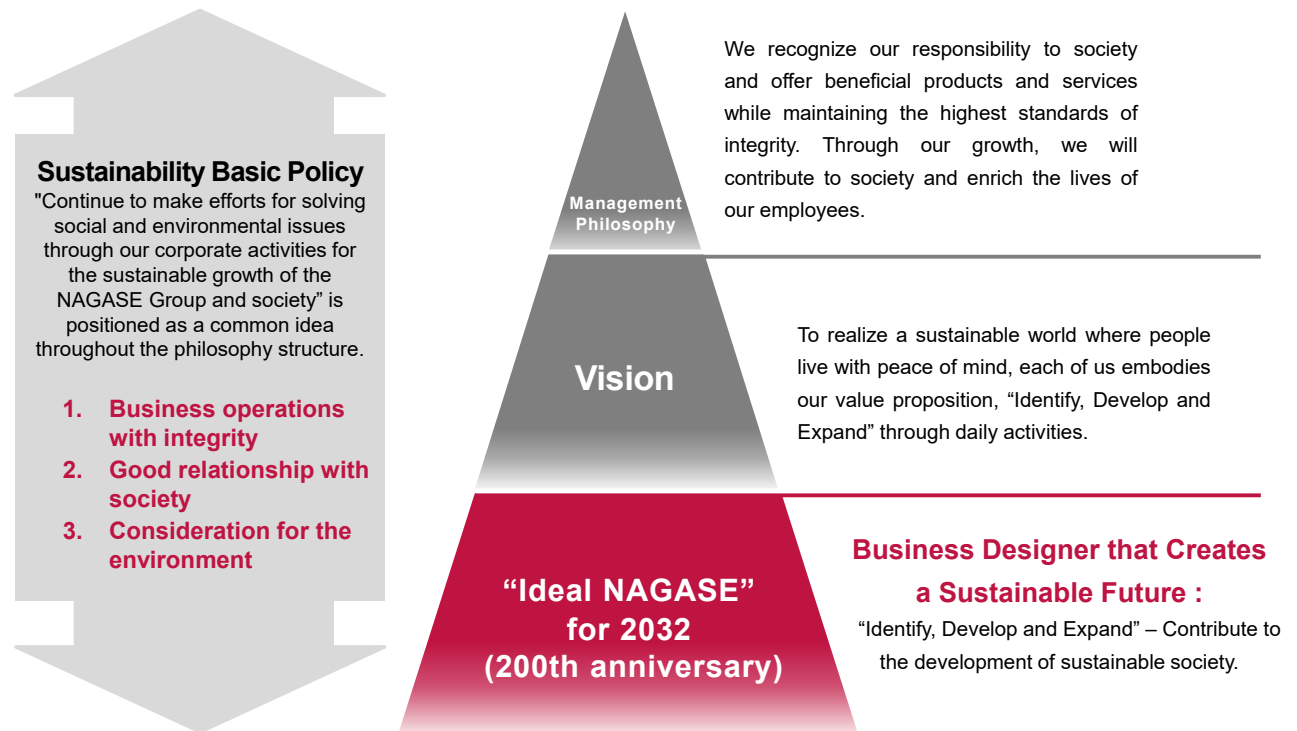 Sustainability Basic Policy
"Continue to make efforts for solving
social and environmental issues
through our corporate activities for
the sustainable growth of the
NAGASE Group and society” is
positioned as a common idea
throughout the philosophy structure.
1. Business operations
with integrity
2. Good relationship with
society
3. Consideration for the
environment
Management
Philosophy
We recognize our responsibility to society
and offer beneficial products and services
while maintaining the highest standards of
integrity. Through our growth, we will
contribute to society and enrich the lives of
our employees.
Vision
To realize a sustainable world where people
live with peace of mind, each of us embodies
our value proposition, “Identify, Develop and
Expand” through daily activities.
“Ideal NAGASE”
for 2032
(200th anniversary)
Business Designer that Creates
a Sustainable Future :
“Identify, Develop and Expand” – Contribute to
the development of sustainable society.